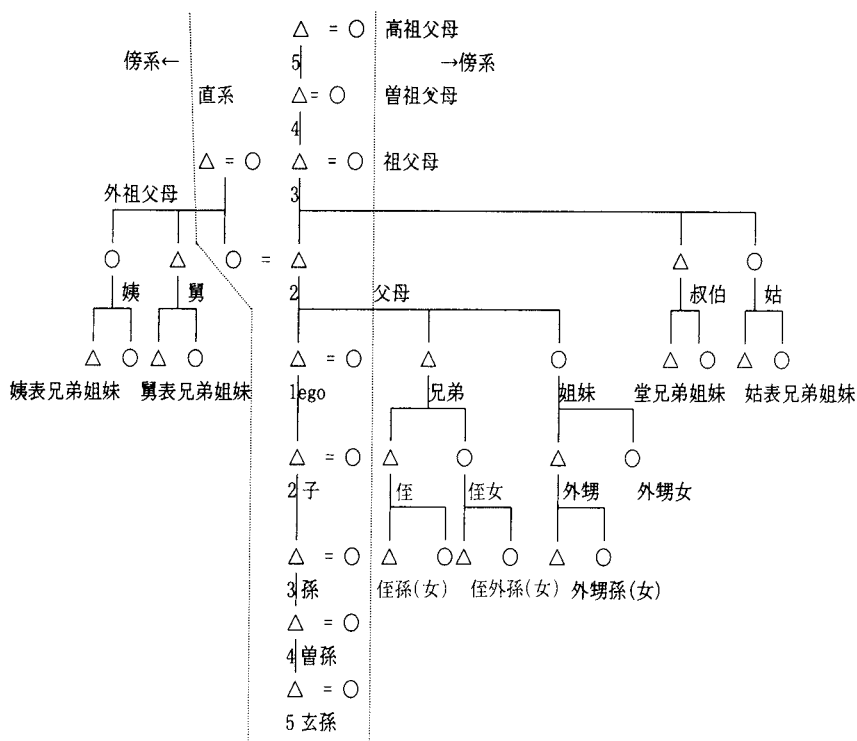 △ = ○ 高祖父母
傍系← 5 →傍系
直系 △= ○ 曽祖父母
4
△ = ○ △ = ○ 祖父母
外祖父母 3
○ △ ○ = △ △ ○
姨 舅 2 父母 叔伯 姑
△ ○ △ ○ △ = ○ △ ○ △ ○ △ ○
姨表兄弟姐妹 舅表兄弟姐妹 1ego 兄弟 姐妹 堂兄弟姐妹 姑表兄弟姐妹
△ = ○ △ ○ △ ○
2 子 侄 侄女 外甥 外甥女
△ = ○ △ ○ △ ○ △ ○
3 孫 侄孫(女) 侄外孫(女) 外甥孫(女)
△ = ○
4 曽孫
△ = ○
5 玄孫